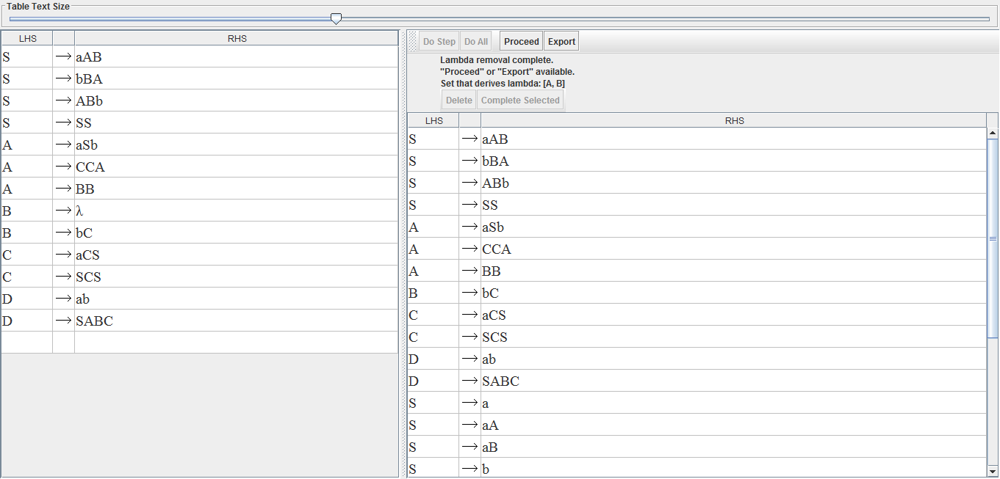 Table Text Size
LHS RHS
S → aAB
S → bBA
S → ABb
S → SS
A → aSb
A → CCA
A → BB
B → λ
B → bC
C → aCS
C → SCS
D → ab
D → SABC
Do Step Do All Proceed Export
Lambda removal complete.
"Proceed" or "Export" available.
Set that derives lambda: [A, B]
Delete Complete Selected
LHS RHS
S → aAB
S → bBA
S → ABb
S → SS
A → aSb
A → CCA
A → BB
B → bC
C → aCS
C → SCS
D → ab
D → SABC
S → a
S → aA
S → aB
S → b